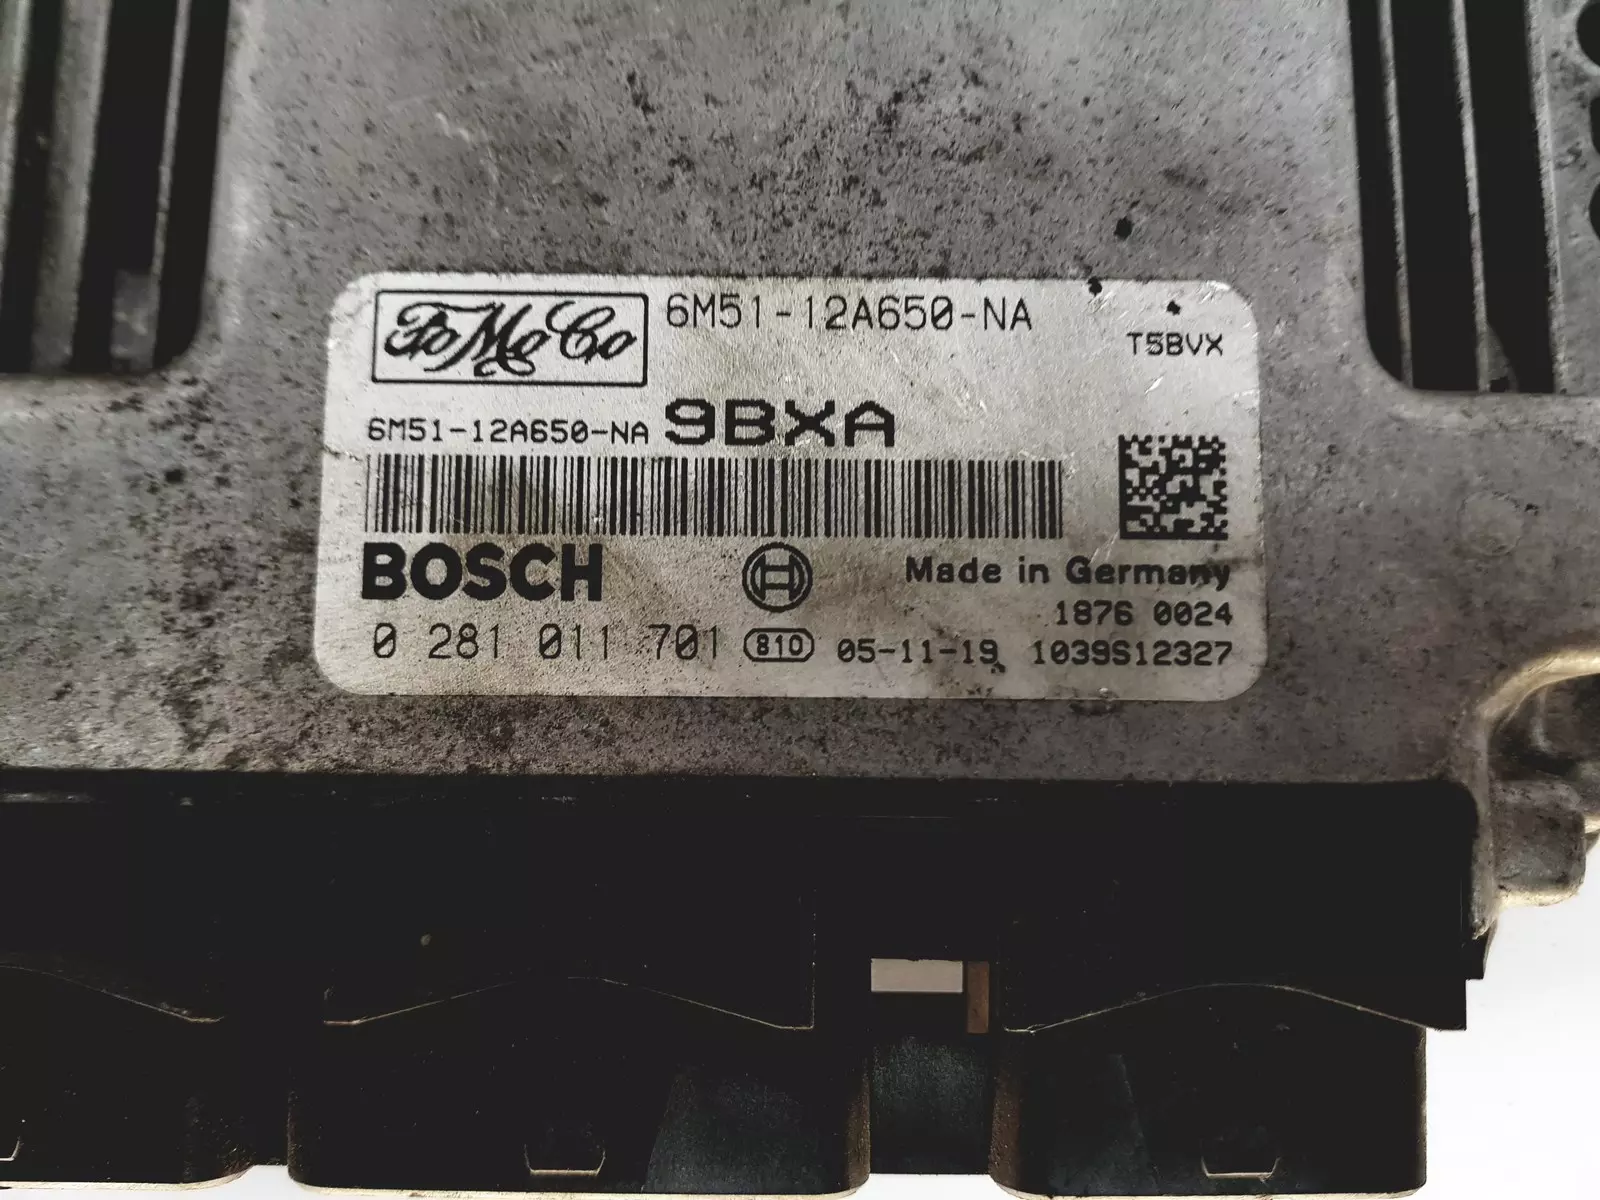 FoMoCo 6M51-12A650-NA
T5BVX
6M51-12A650-NA 9BXA
BOSCH Made in Germany
1876 0024
0 281 011 701 810 05-11-19 1039S12327